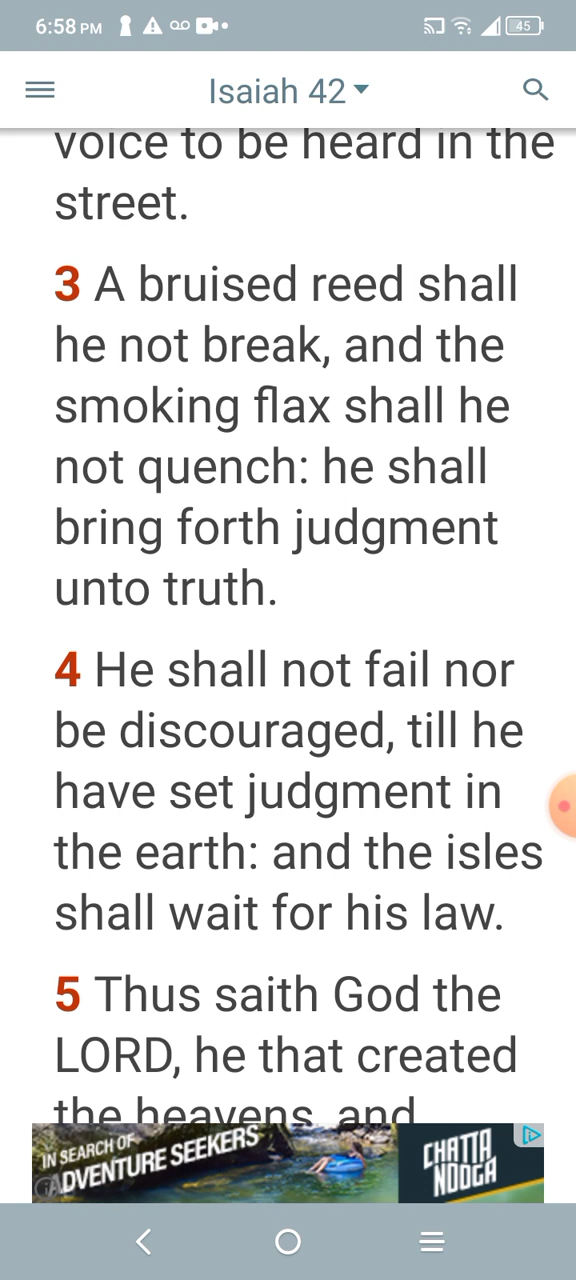 6:58 PM
45
Isaiah 42
voice to be heard in the
street.
3 A bruised reed shall
he not break, and the
smoking flax shall he
not quench: he shall
bring forth judgment
unto truth.
4 He shall not fail nor
be discouraged, till he
have set judgment in
the earth: and the isles
shall wait for his law.
5 Thus saith God the
LORD, he that created
the heavens, and
IN SEARCH OF
ADVENTURE SEEKERS
CHATTA
NOOGA